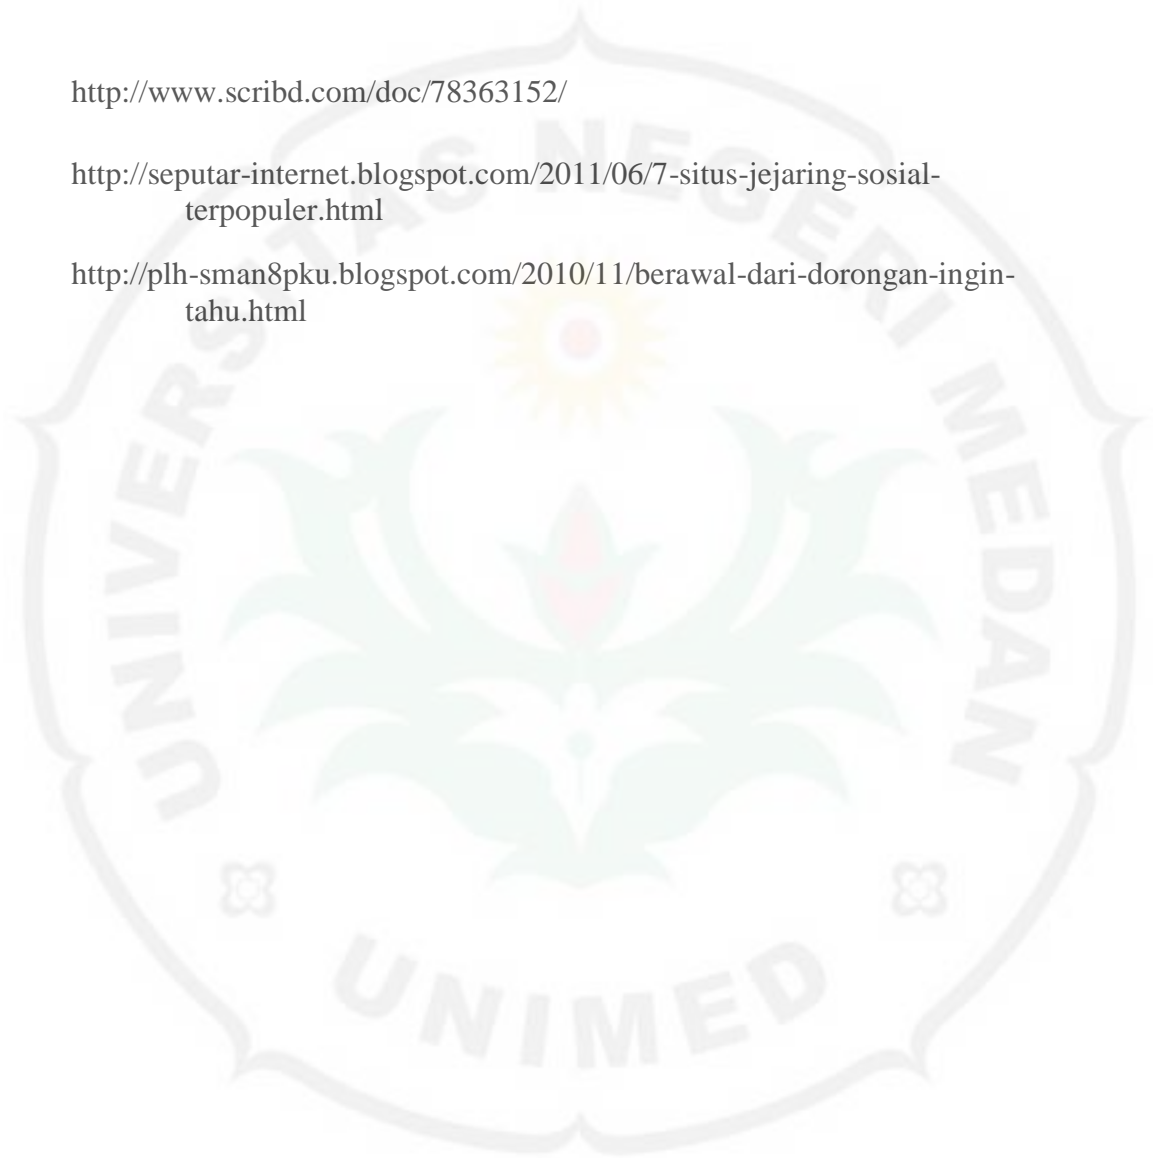 http://www.scribd.com/doc/78363152/
http://seputar-internet.blogspot.com/2011/06/7-situs-jejaring-sosial-
terpopuler.html
http://plh-sman8pku.blogspot.com/2010/11/berawal-dari-dorongan-ingin-
tahu.html
UNIVERSITAS NEGERI MEDAN
UNIMED